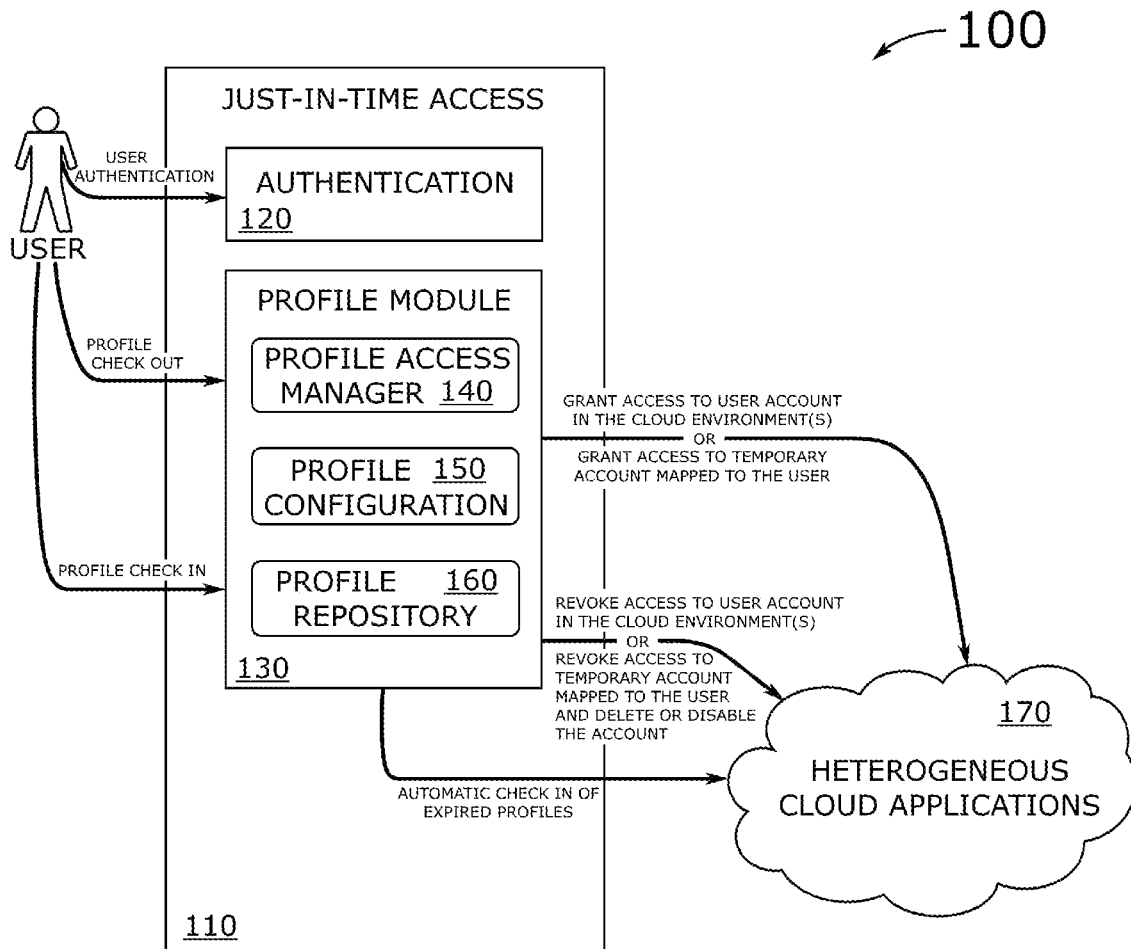 100
JUST-IN-TIME ACCESS
USER
AUTHENTICATION
AUTHENTICATION
120
USER
PROFILE MODULE
PROFILE
CHECK OUT
PROFILE ACCESS
MANAGER 140
GRANT ACCESS TO USER ACCOUNT
IN THE CLOUD ENVIRONMENT(S)
OR
GRANT ACCESS TO TEMPORARY
ACCOUNT MAPPED TO THE USER
PROFILE 150
CONFIGURATION
PROFILE CHECK IN
PROFILE 160
REPOSITORY
130
REVOKE ACCESS TO USER ACCOUNT
IN THE CLOUD ENVIRONMENT(S)
OR
REVOKE ACCESS TO
TEMPORARY ACCOUNT
MAPPED TO THE USER
AND DELETE OR DISABLE
THE ACCOUNT
170
HETEROGENEOUS
CLOUD APPLICATIONS
AUTOMATIC CHECK IN OF
EXPIRED PROFILES
110